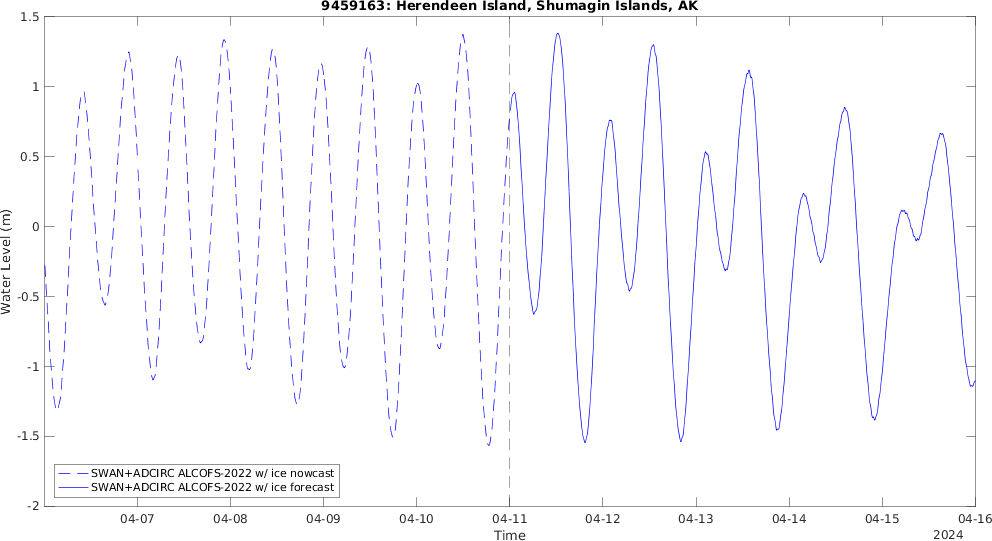 9459163: Herendeen Island, Shumagin Islands, AK
1.5
1
0.5
0
-0.5
-1
-1.5
-2
Water Level (m)
SWAN+ADCIRC ALCOFS-2022 w/ ice nowcast
SWAN+ADCIRC ALCOFS-2022 w/ ice forecast
04-07 04-08 04-09 04-10 04-11 04-12 04-13 04-14 04-15 04-16
Time
2024